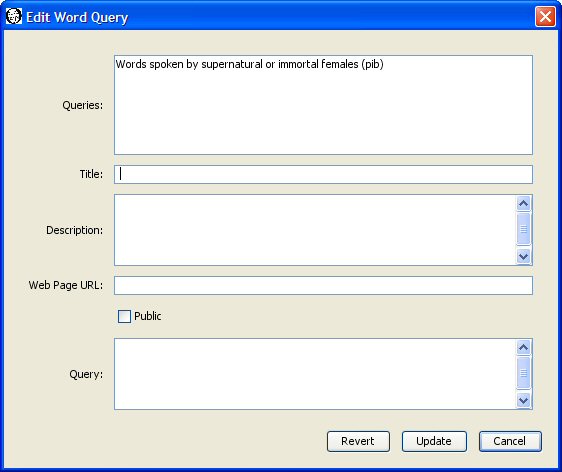 Edit Word Query
Queries:
Words spoken by supernatural or immortal females (pib)
Title:
Description:
Web Page URL:
Public
Query:
Revert Update Cancel